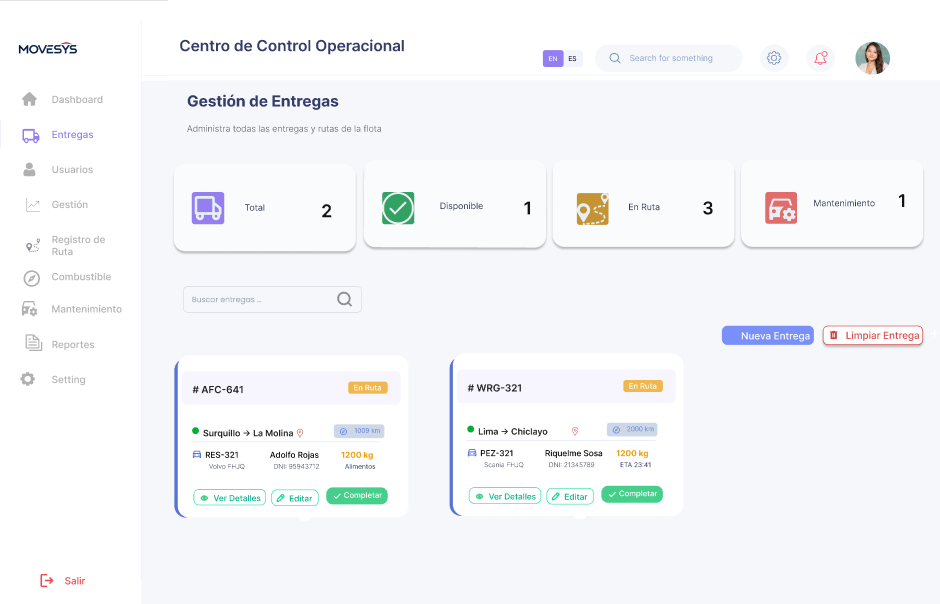 MOVESYS
Centro de Control Operacional
EN ES
Search for something
Dashboard
Entregas
Usuarios
Gestión
Registro de
Ruta
Combustible
Mantenimiento
Reportes
Setting
Salir
Gestión de Entregas
Administra todas las entregas y rutas de la flota
Total 2
Disponible 1
En Ruta 3
Mantenimiento 1
Buscar entregas ...
Nueva Entrega
Limpiar Entrega
# AFC-641 En Ruta
Surquillo → La Molina 1009 km
RES-321 Adolfo Rojas 1200 kg
Volvo FHJQ DNI: 95943712 Alimentos
Ver Detalles Editar Completar
# WRG-321 En Ruta
Lima → Chiclayo 2000 km
PEZ-321 Riquelme Sosa 1200 kg
Scania FHJQ DNI: 21345789 ETA 23:41
Ver Detalles Editar Completar